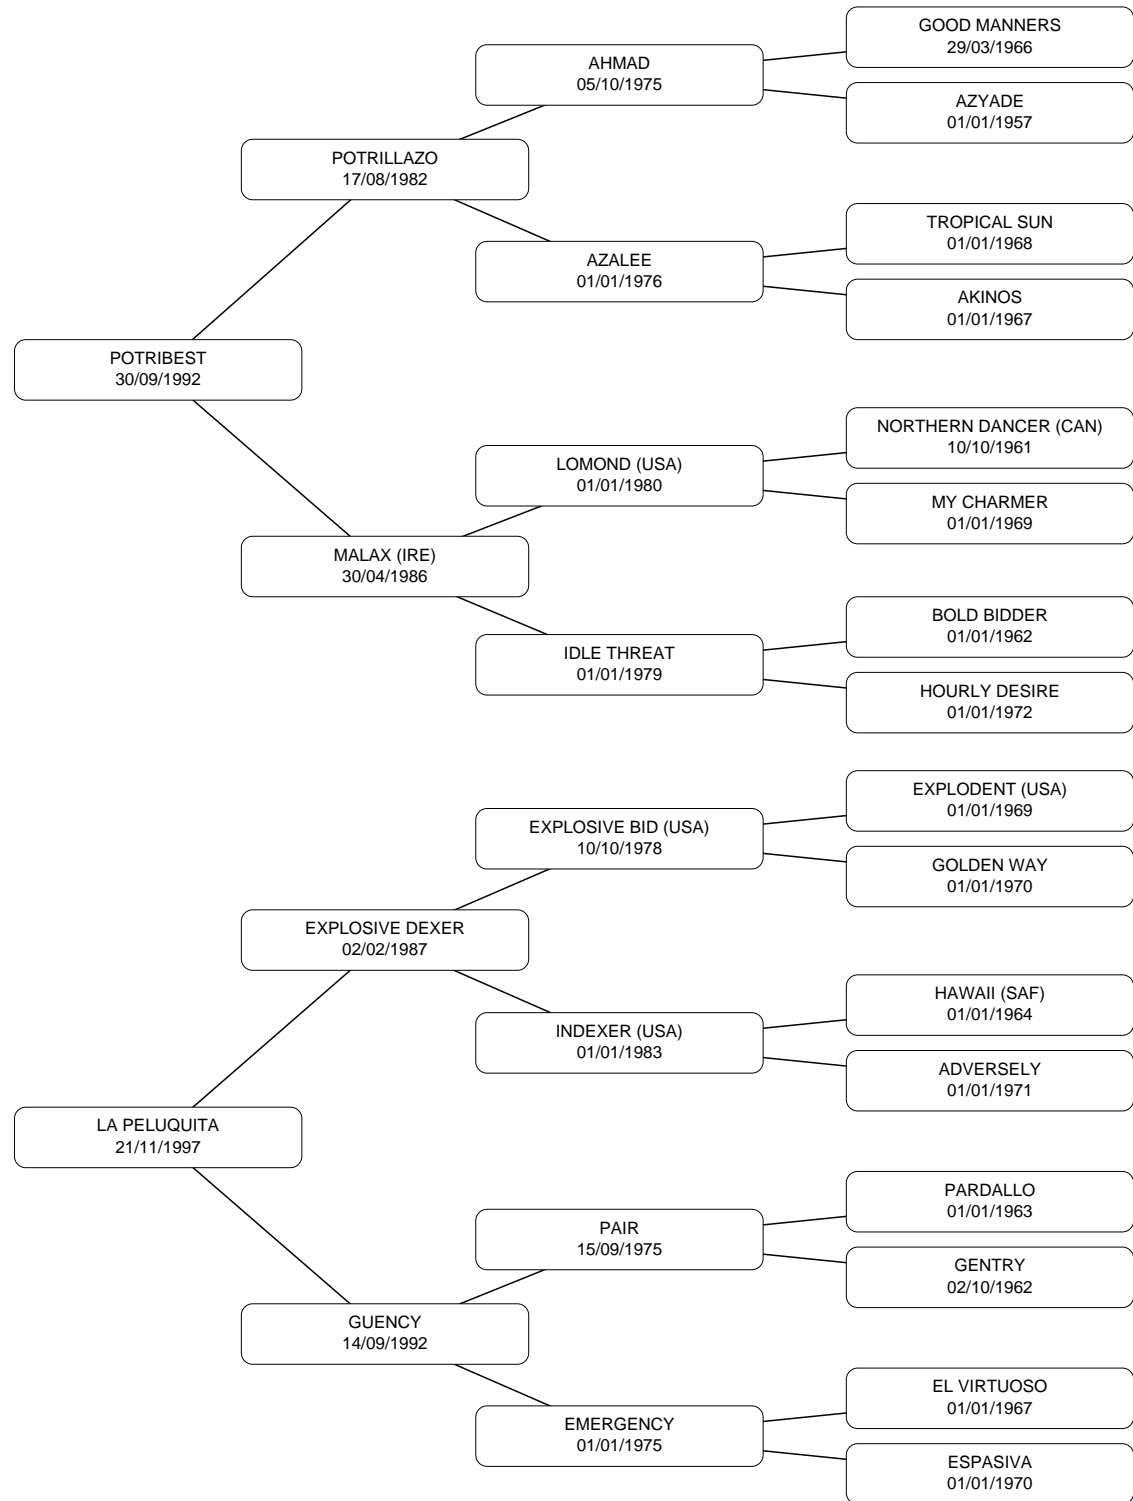 GOOD MANNERS
29/03/1966
AHMAD
05/10/1975
AZYADE
01/01/1957
POTRILLAZO
17/08/1982
TROPICAL SUN
01/01/1968
AZALEE
01/01/1976
AKINOS
01/01/1967
POTRIBEST
30/09/1992
NORTHERN DANCER (CAN)
10/10/1961
LOMOND (USA)
01/01/1980
MY CHARMER
01/01/1969
MALAX (IRE)
30/04/1986
BOLD BIDDER
01/01/1962
IDLE THREAT
01/01/1979
HOURLY DESIRE
01/01/1972
EXPLODENT (USA)
01/01/1969
EXPLOSIVE BID (USA)
10/10/1978
GOLDEN WAY
01/01/1970
EXPLOSIVE DEXER
02/02/1987
HAWAII (SAF)
01/01/1964
INDEXER (USA)
01/01/1983
ADVERSELY
01/01/1971
LA PELUQUITA
21/11/1997
PARDALLO
01/01/1963
PAIR
15/09/1975
GENTRY
02/10/1962
GUENCY
14/09/1992
EL VIRTUOSO
01/01/1967
EMERGENCY
01/01/1975
ESPASIVA
01/01/1970